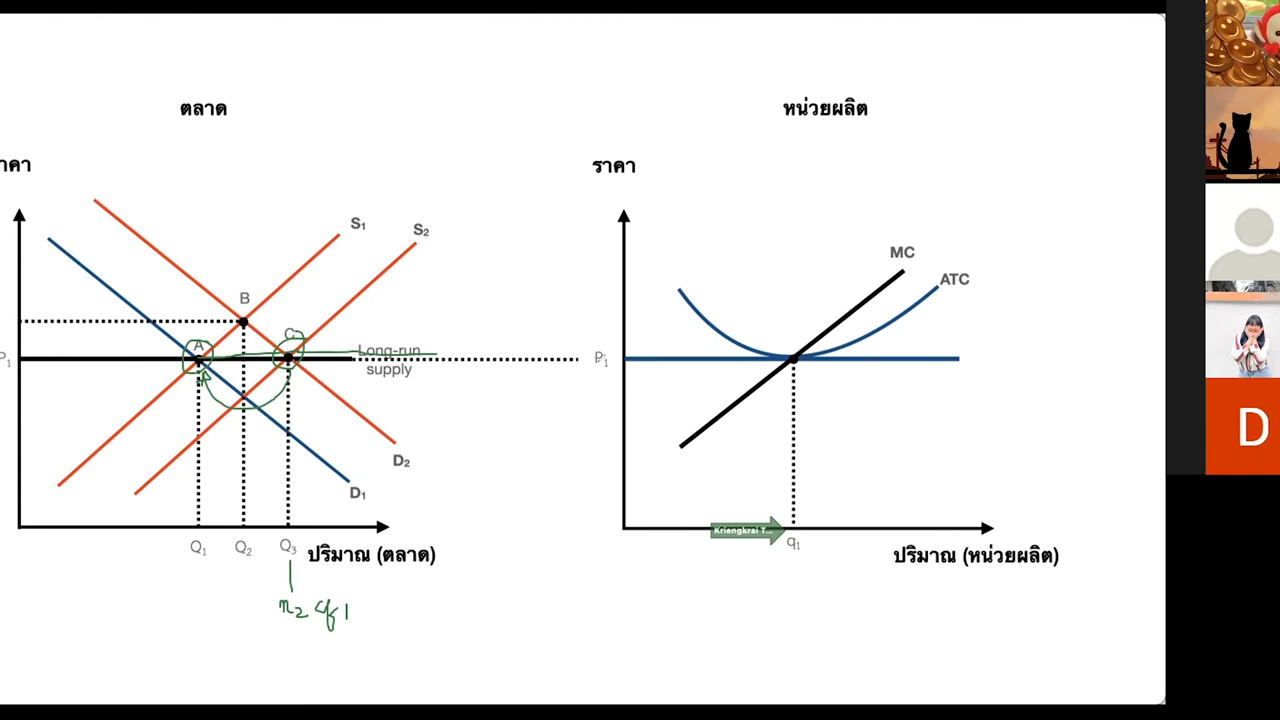 ตลาด
หน่วยผลิต
าคา
ราคา
S1
S2
MC
ATC
B
A
C
P1
Long-run
supply
P1
D2
D1
Kriengkrai T...
Q1
Q2
Q3
q1
ปริมาณ (ตลาด)
ปริมาณ (หน่วยผลิต)
D